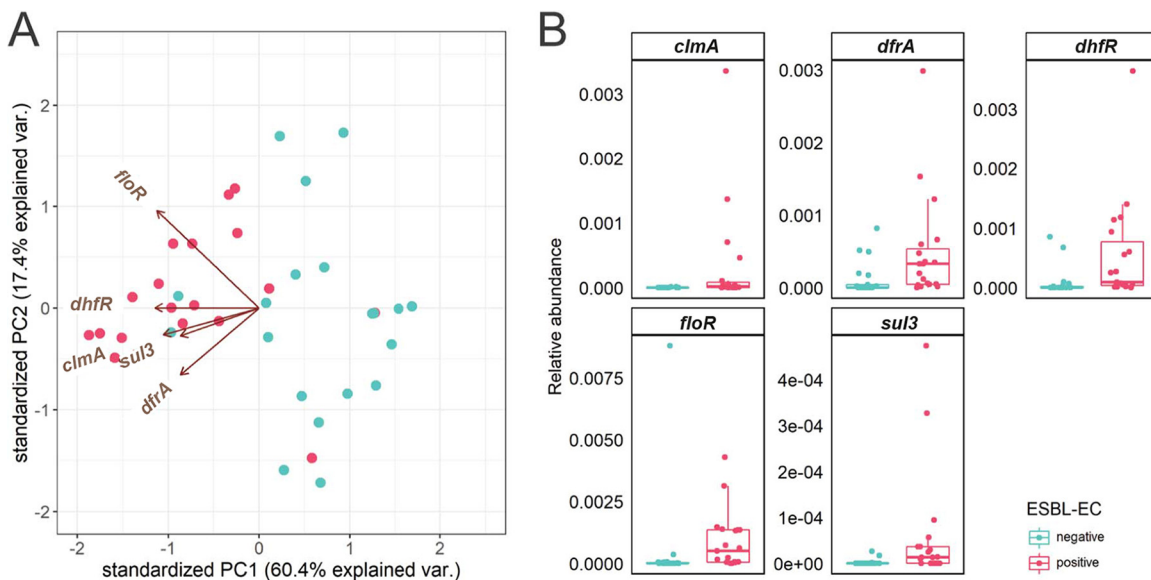 A
standardized PC2 (17.4% explained var.)
2
1
0
-1
-2
floR
dhfR
clmA
sul3
dfrA
-2
-1
0
1
2
standardized PC1 (60.4% explained var.)
B
Relative abundance
clmA
0.003
0.002
0.001
0.000
dfrA
0.003
0.002
0.001
0.000
dhfR
0.003
0.002
0.001
0.000
floR
0.0075
0.0050
0.0025
0.0000
sul3
4e-04
3e-04
2e-04
1e-04
0e+00
ESBL-EC
negative
positive